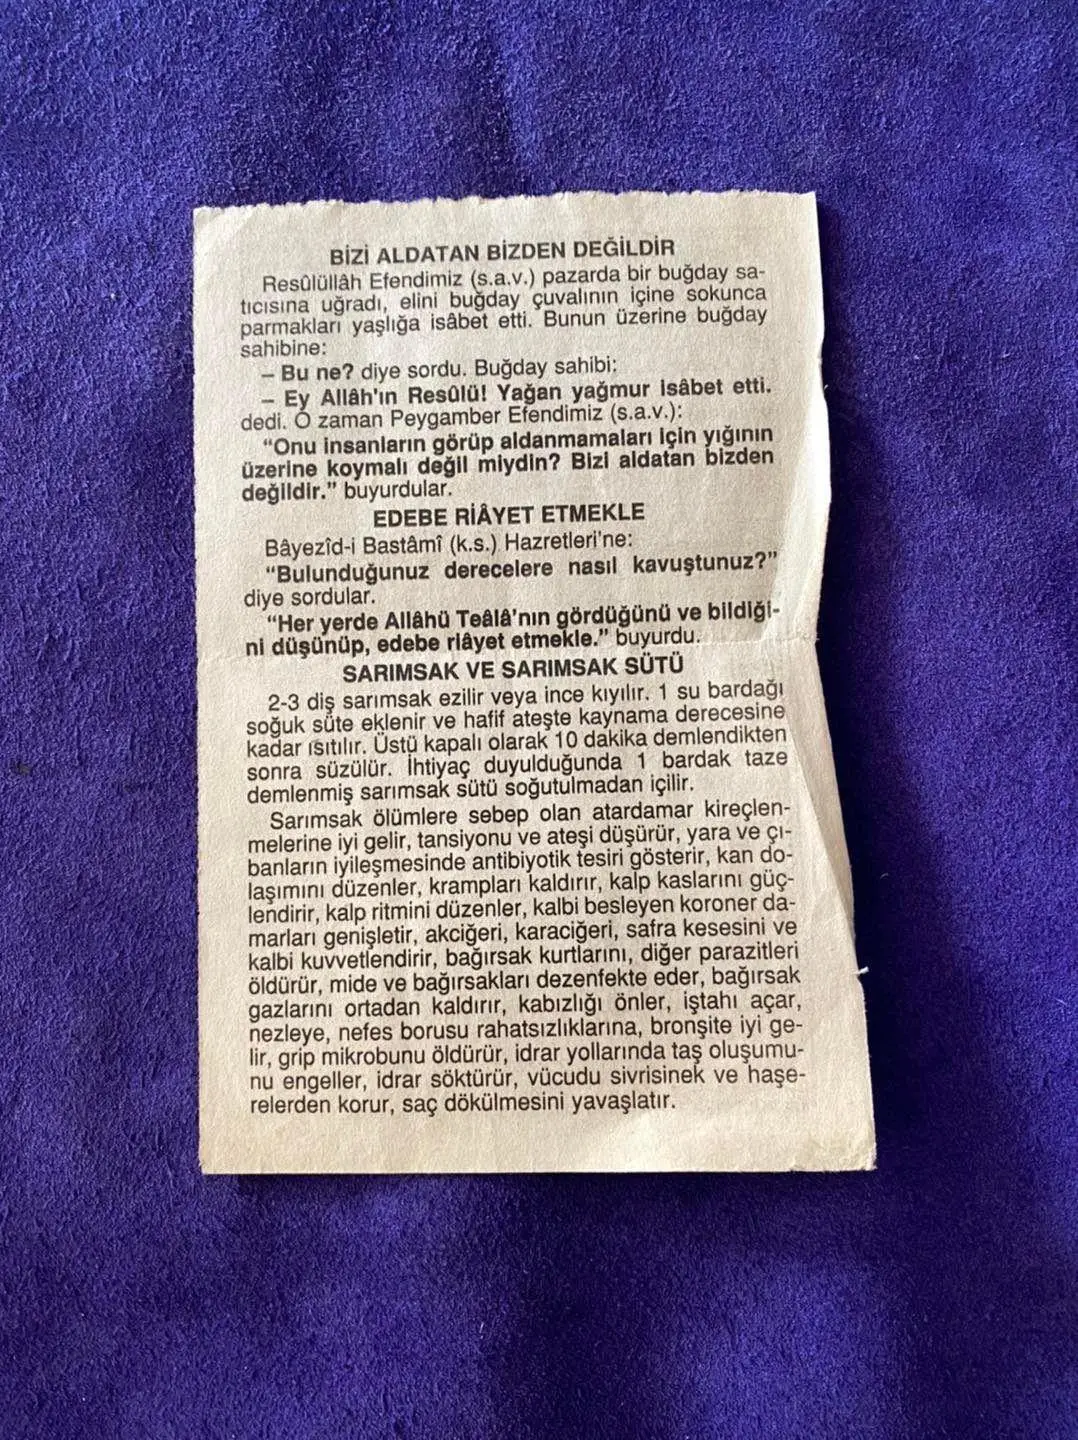 BİZİ ALDATAN BİZDEN DEĞİLDİR
Resûlüllâh Efendimiz (s.a.v.) pazarda bir buğday sa-
tıcısına uğradı, elini buğday çuvalının içine sokunca
parmakları yaşlığa isâbet etti. Bunun üzerine buğday
sahibine:
– Bu ne? diye sordu. Buğday sahibi:
– Ey Allâh'ın Resûlü! Yağan yağmur isâbet etti.
dedi. O zaman Peygamber Efendimiz (s.a.v.):
“Onu insanların görüp aldanmamaları için yığının
üzerine koymalı değil miydin? Bizi aldatan bizden
değildir.” buyurdular.
EDEBE RİÂYET ETMEKLE
Bâyezîd-i Bastâmî (k.s.) Hazretleri'ne:
“Bulunduğunuz derecelere nasıl kavuştunuz?”
diye sordular.
“Her yerde Allâhü Teâlâ'nın gördüğünü ve bildiği-
ni düşünüp, edebe riâyet etmekle.” buyurdu.
SARIMSAK VE SARIMSAK SÜTÜ
2-3 diş sarımsak ezilir veya ince kıyılır. 1 su bardağı
soğuk süte eklenir ve hafif ateşte kaynama derecesine
kadar ısıtılır. Üstü kapalı olarak 10 dakika demlendikten
sonra süzülür. İhtiyaç duyulduğunda 1 bardak taze
demlenmiş sarımsak sütü soğutulmadan içilir.
Sarımsak ölümlere sebep olan atardamar kireçlen-
melerine iyi gelir, tansiyonu ve ateşi düşürür, yara ve çı-
banların iyileşmesinde antibiyotik tesiri gösterir, kan do-
laşımını düzenler, krampları kaldırır, kalp kaslarını güç-
lendirir, kalp ritmini düzenler, kalbi besleyen koroner da-
marları genişletir, akciğeri, karaciğeri, safra kesesini ve
kalbi kuvvetlendirir, bağırsak kurtlarını, diğer parazitleri
öldürür, mide ve bağırsakları dezenfekte eder, bağırsak
gazlarını ortadan kaldırır, kabızlığı önler, iştahı açar,
nezleye, nefes borusu rahatsızlıklarına, bronşite iyi ge-
lir, grip mikrobunu öldürür, idrar yollarında taş oluşumu-
nu engeller, idrar söktürür, vücudu sivrisinek ve haşe-
relerden korur, saç dökülmesini yavaşlatır.